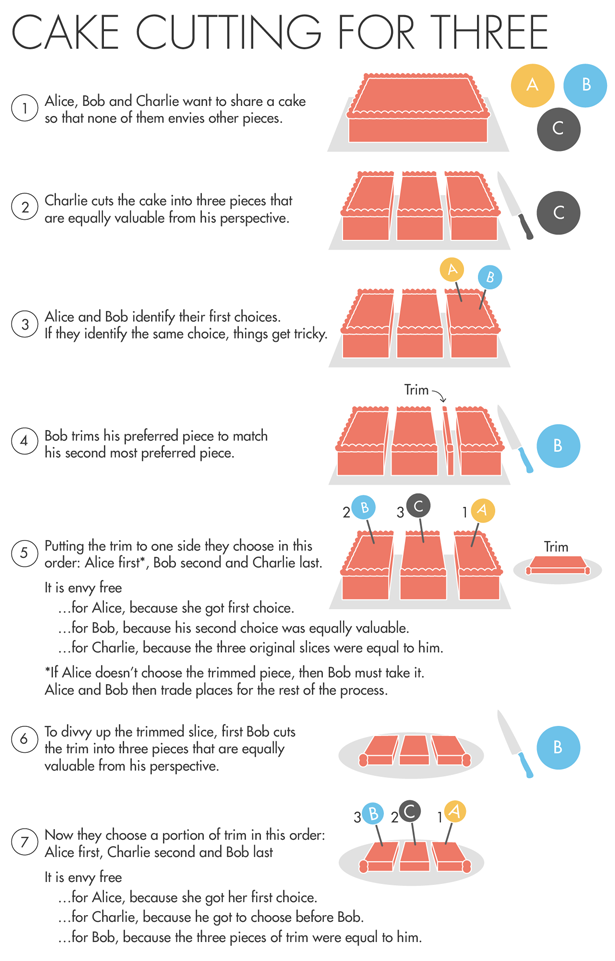 CAKE CUTTING FOR THREE
1
Alice, Bob and Charlie want to share a cake
so that none of them envies other pieces.
A
B
C
2
Charlie cuts the cake into three pieces that
are equally valuable from his perspective.
C
3
Alice and Bob identify their first choices.
If they identify the same choice, things get tricky.
A
B
4
Bob trims his preferred piece to match
his second most preferred piece.
Trim
B
5
Putting the trim to one side they choose in this
order: Alice first*, Bob second and Charlie last.
2 B
3 C
1 A
Trim
It is envy free
...for Alice, because she got first choice.
...for Bob, because his second choice was equally valuable.
...for Charlie, because the three original slices were equal to him.
*If Alice doesn't choose the trimmed piece, then Bob must take it.
Alice and Bob then trade places for the rest of the process.
6
To divvy up the trimmed slice, first Bob cuts
the trim into three pieces that are equally
valuable from his perspective.
B
7
Now they choose a portion of trim in this order:
Alice first, Charlie second and Bob last
3 B
2 C
1 A
It is envy free
...for Alice, because she got her first choice.
...for Charlie, because he got to choose before Bob.
...for Bob, because the three pieces of trim were equal to him.